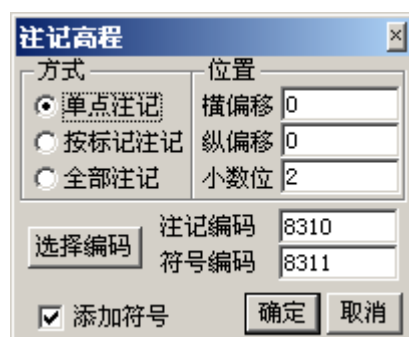 注记高程
方式 位置
单点注记 横偏移 0
按标记注记 纵偏移 0
全部注记 小数位 2
选择编码 注记编码 8310
符号编码 8311
添加符号 确定 取消